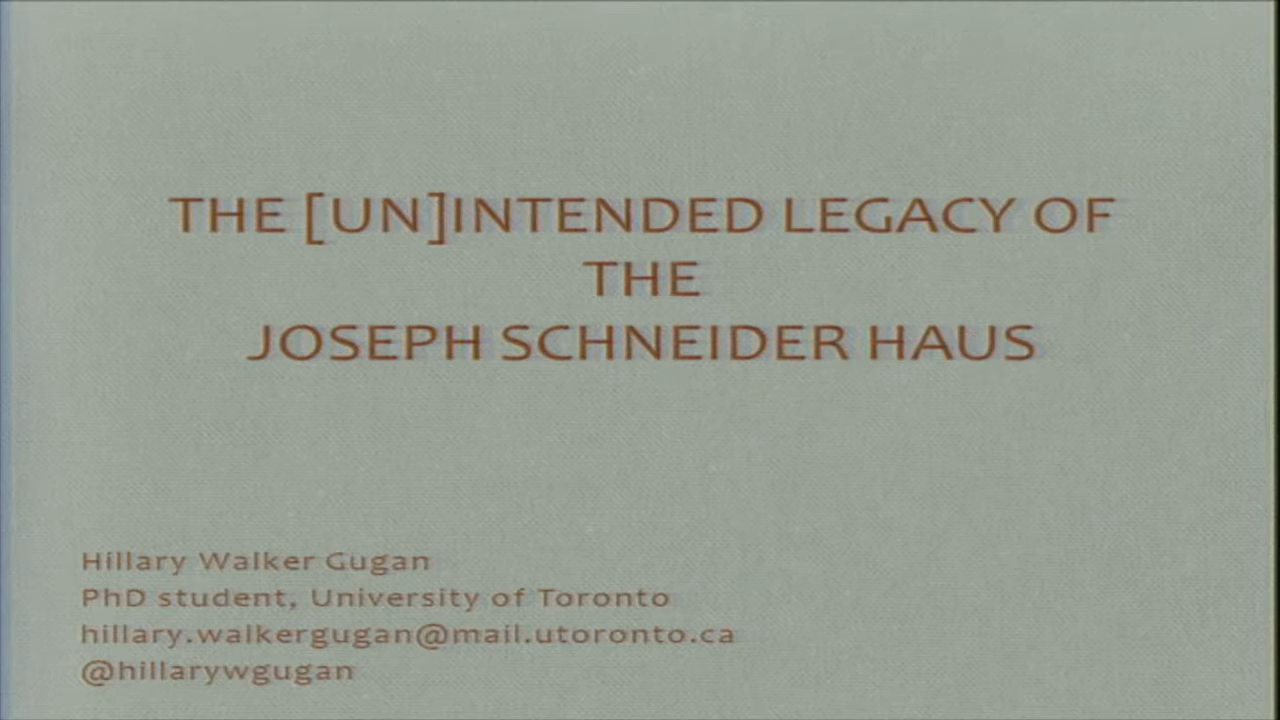 THE [UN]INTENDED LEGACY OF
THE
JOSEPH SCHNEIDER HAUS
Hillary Walker Gugan
PhD student, University of Toronto
hillary.walkergugan@mail.utoronto.ca
@hillarywgugan